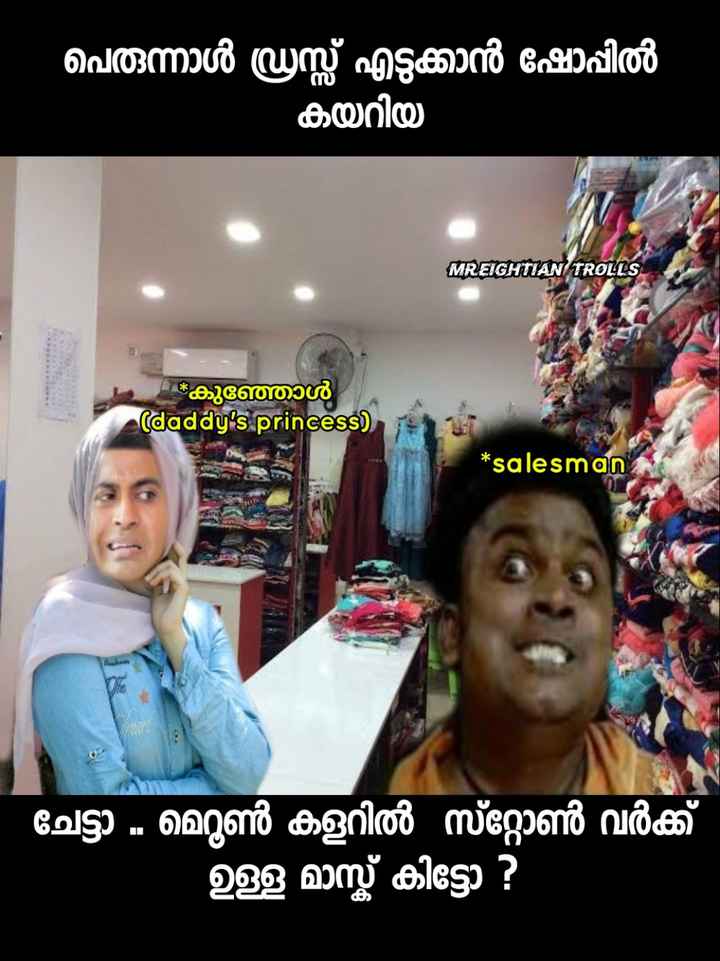 പെരുന്നാൾ ഡ്രസ്സ് എടുക്കാൻ ഷോപ്പിൽ
കയറിയ
MR.EIGHTIAN TROLLS
*കുഞ്ഞോൾ
(daddy's princess)
*salesman
ചേട്ടാ .. മെറൂൺ കളറിൽ സ്റ്റോൺ വർക്ക്
ഉള്ള മാസ്ക് കിട്ടോ ?